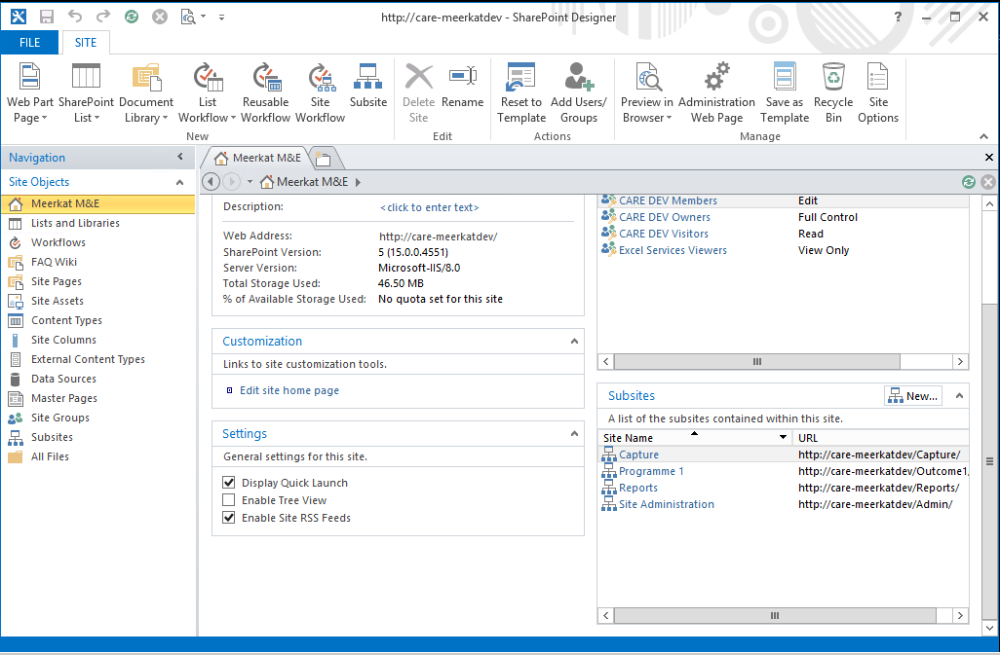 http://care-meerkatdev - SharePoint Designer
?
FILE
SITE
Web Part Page
SharePoint List
Document Library
List Workflow
Reusable Workflow
Site Workflow
Subsite
Delete Site
Rename
Reset to Template
Add Users/ Groups
Preview in Browser
Administration Web Page
Save as Template
Recycle Bin
Site Options
New
Edit
Actions
Manage
Navigation
Site Objects
Meerkat M&E
Lists and Libraries
Workflows
FAQ Wiki
Site Pages
Site Assets
Content Types
Site Columns
External Content Types
Data Sources
Master Pages
Site Groups
Subsites
All Files
Meerkat M&E
Meerkat M&E
Description: <click to enter text>
Web Address: http://care-meerkatdev/
SharePoint Version: 5 (15.0.0.4551)
Server Version: Microsoft-IIS/8.0
Total Storage Used: 46.50 MB
% of Available Storage Used: No quota set for this site
Customization
Links to site customization tools.
Edit site home page
Settings
General settings for this site.
Display Quick Launch
Enable Tree View
Enable Site RSS Feeds
CARE DEV Members Edit
CARE DEV Owners Full Control
CARE DEV Visitors Read
Excel Services Viewers View Only
Subsites New...
A list of the subsites contained within this site.
Site Name URL
Capture http://care-meerkatdev/Capture/
Programme 1 http://care-meerkatdev/Outcome1,
Reports http://care-meerkatdev/Reports/
Site Administration http://care-meerkatdev/Admin/